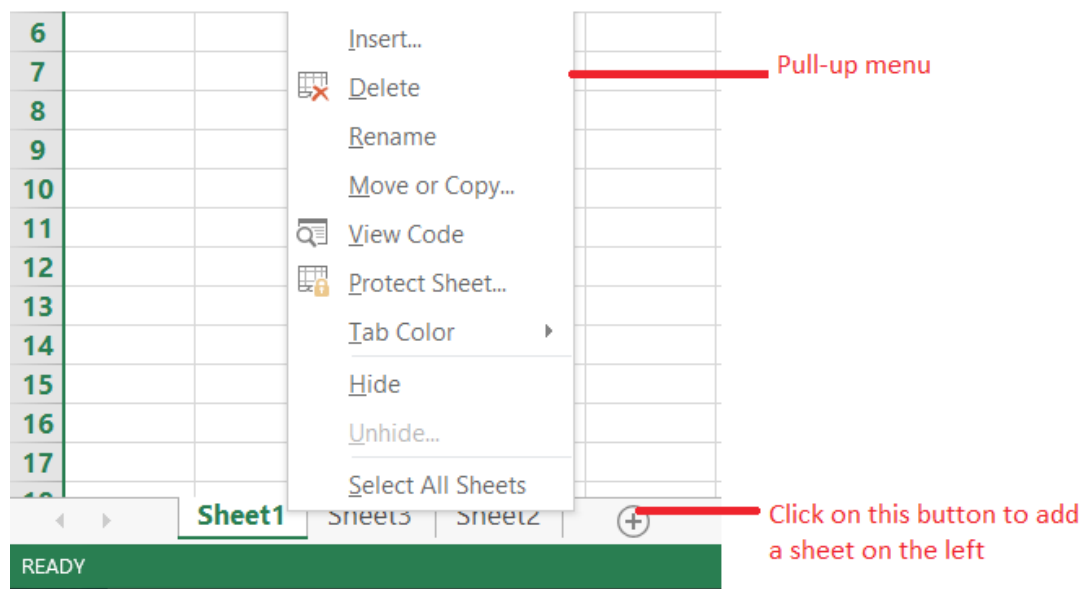 6
Insert...
7
Pull-up menu
Delete
8
9
Rename
10
Move or Copy...
11
View Code
12
Protect Sheet...
13
Tab Color
14
15
Hide
16
Unhide...
17
Select All Sheets
Sheet1 Sheet3 Sheet2
Click on this button to add
a sheet on the left
READY